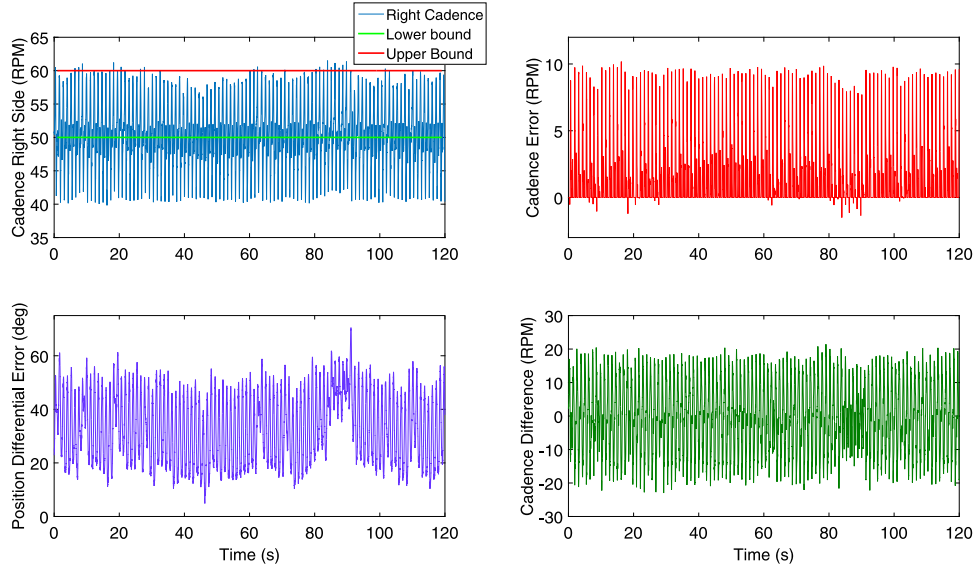 Right Cadence
Lower bound
Upper Bound
Cadence Right Side (RPM)
65
60
55
50
45
40
35
0 20 40 60 80 100 120
Cadence Error (RPM)
10
5
0
0 20 40 60 80 100 120
Position Differential Error (deg)
60
40
20
0
0 20 40 60 80 100 120
Time (s)
Cadence Difference (RPM)
30
20
10
0
-10
-20
-30
0 20 40 60 80 100 120
Time (s)